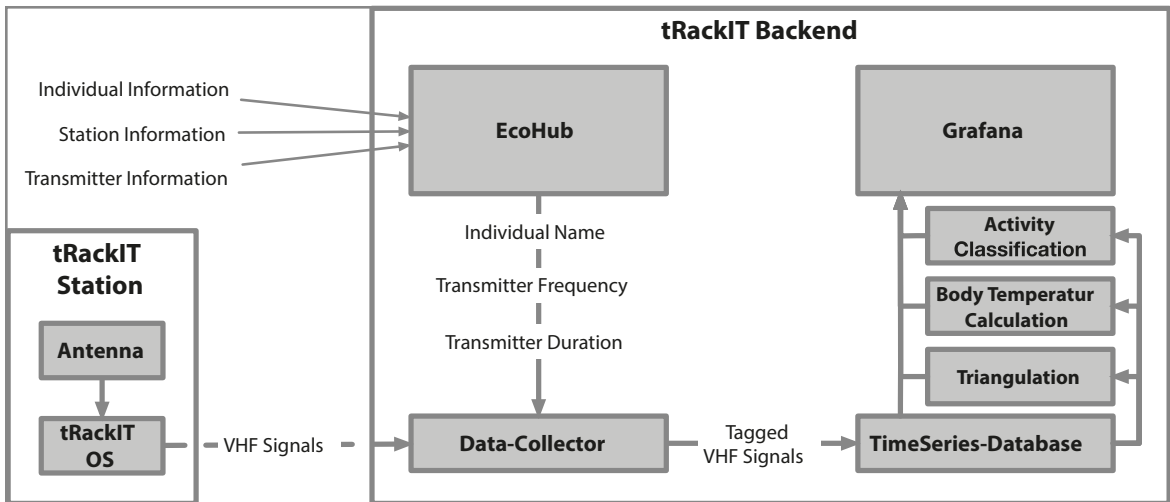 tRackIT Backend
Individual Information
Station Information
Transmitter Information
EcoHub
Grafana
Individual Name
Transmitter Frequency
Transmitter Duration
Activity
Classification
Body Temperatur
Calculation
Triangulation
tRackIT
Station
Antenna
tRackIT
OS
VHF Signals
Data-Collector
Tagged
VHF Signals
TimeSeries-Database